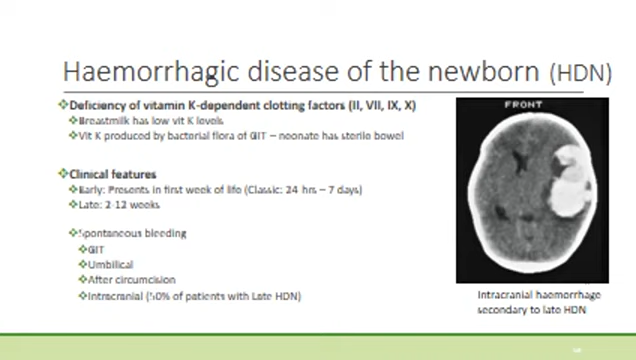 Haemorrhagic disease of the newborn (HDN)
Deficiency of vitamin K-dependent clotting factors (II, VII, IX, X)
Breastmilk has low vit K levels
Vit K produced by bacterial flora of GIT – neonate has sterile bowel
Clinical features
Early: Presents in first week of life (Classic: 24 hrs – 7 days)
Late: 2-12 weeks
Spontaneous bleeding
GIT
Umbilical
After circumcision
Intracranial (50% of patients with Late HDN)
FRONT
Intracranial haemorrhage
secondary to late HDN